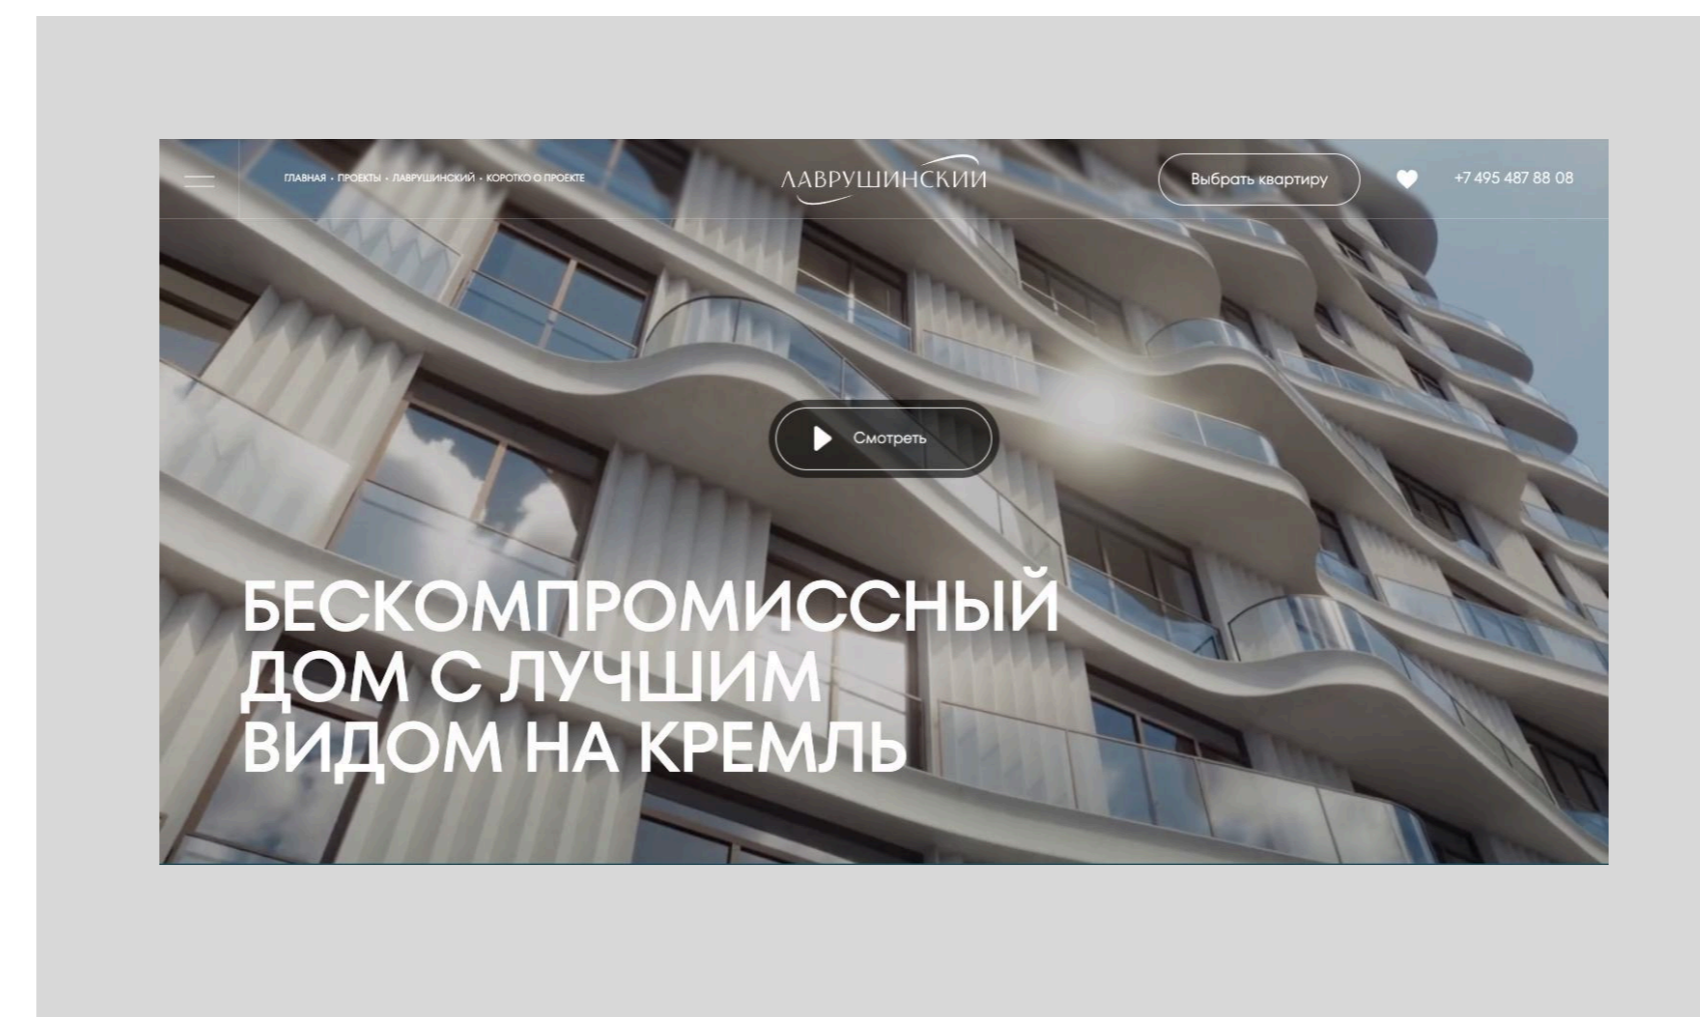 ГЛАВНАЯ • ПРОЕКТЫ • ЛАВРУШИНСКИЙ • КОРОТКО О ПРОЕКТЕ
ЛАВРУШИНСКИЙ
Выбрать квартиру
+7 495 487 88 08
Смотреть
БЕСКОМПРОМИССНЫЙ
ДОМ С ЛУЧШИМ
ВИДОМ НА КРЕМЛЬ